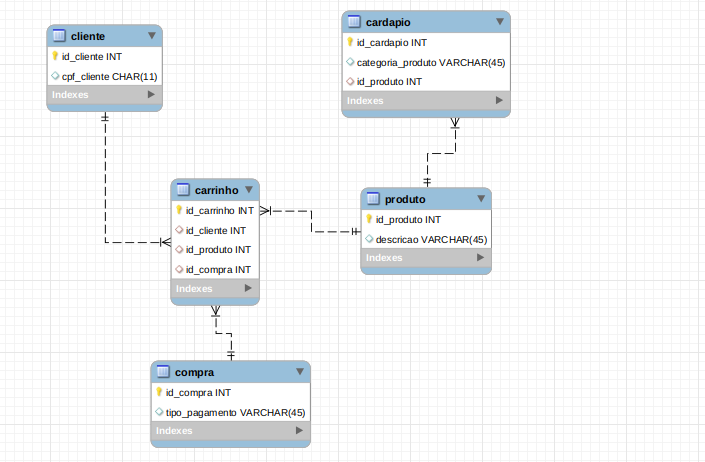 cliente
id_cliente INT
cpf_cliente CHAR(11)
Indexes
cardapio
id_cardapio INT
categoria_produto VARCHAR(45)
id_produto INT
Indexes
carrinho
id_carrinho INT
id_cliente INT
id_produto INT
id_compra INT
Indexes
produto
id_produto INT
descricao VARCHAR(45)
Indexes
compra
id_compra INT
tipo_pagamento VARCHAR(45)
Indexes